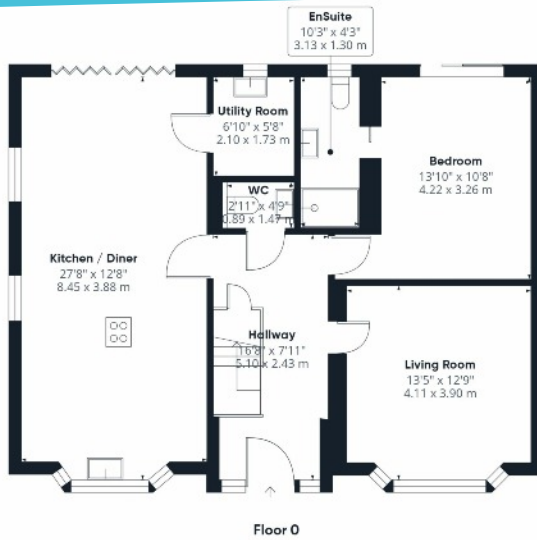 EnSuite
10'3" x 4'3"
3.13 x 1.30 m
Utility Room
6'10" x 5'8"
2.10 x 1.73 m
Bedroom
13'10" x 10'8"
4.22 x 3.26 m
WC
2'11" x 4'9"
0.89 x 1.47 m
Kitchen / Diner
27'8" x 12'8"
8.45 x 3.88 m
Hallway
16'8" x 7'11"
5.10 x 2.43 m
Living Room
13'5" x 12'9"
4.11 x 3.90 m
Floor 0